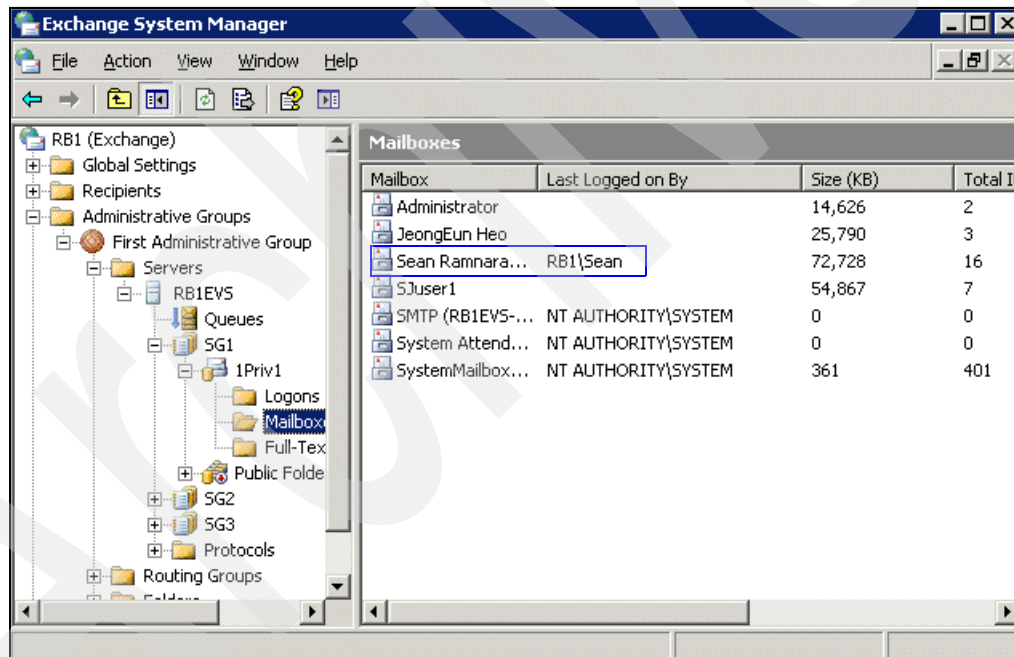 Exchange System Manager
File Action View Window Help
RB1 (Exchange)
Global Settings
Recipients
Administrative Groups
First Administrative Group
Servers
RB1EVS
Queues
SG1
1Priv1
Logons
Mailbox
Full-Tex
Public Folde
SG2
SG3
Protocols
Routing Groups
Mailboxes
Mailbox Last Logged on By Size (KB) Total I
Administrator 14,626 2
JeongEun Heo 25,790 3
Sean Ramnara... RB1\Sean 72,728 16
SJuser1 54,867 7
SMTP (RB1EVS-... NT AUTHORITY\SYSTEM 0 0
System Attend... NT AUTHORITY\SYSTEM 0 0
SystemMailbox... NT AUTHORITY\SYSTEM 361 401